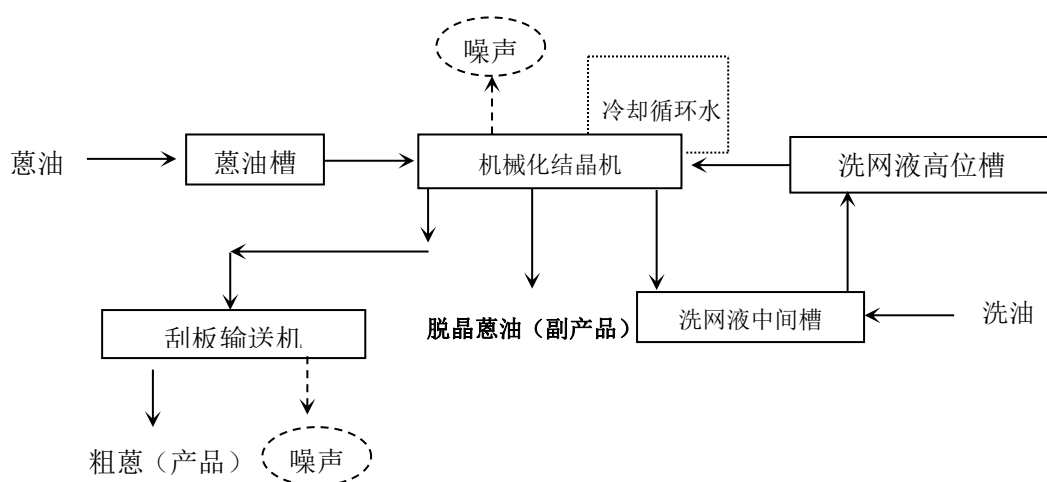 噪声
冷却循环水
蒽油
蒽油槽
机械化结晶机
洗网液高位槽
脱晶蒽油（副产品）
洗网液中间槽
洗油
刮板输送机
粗蒽（产品）
噪声